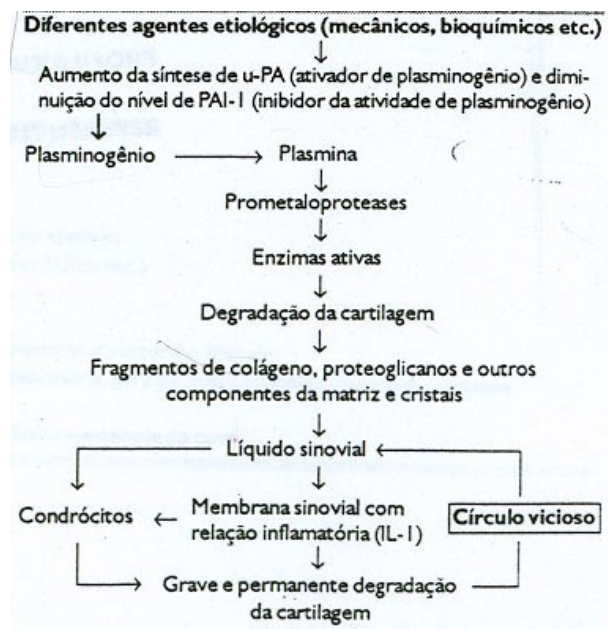 Diferentes agentes etiológicos (mecânicos, bioquímicos etc.)
Aumento da síntese de u-PA (ativador de plasminogênio) e dimi-
nuição do nível de PAI-1 (inibidor da atividade de plasminogênio)
Plasminogênio → Plasmina
Prometaloproteases
Enzimas ativas
Degradação da cartilagem
Fragmentos de colágeno, proteoglicanos e outros
componentes da matriz e cristais
Líquido sinovial
Condrócitos ← Membrana sinovial com
relação inflamatória (IL-1)
Círculo vicioso
Grave e permanente degradação
da cartilagem